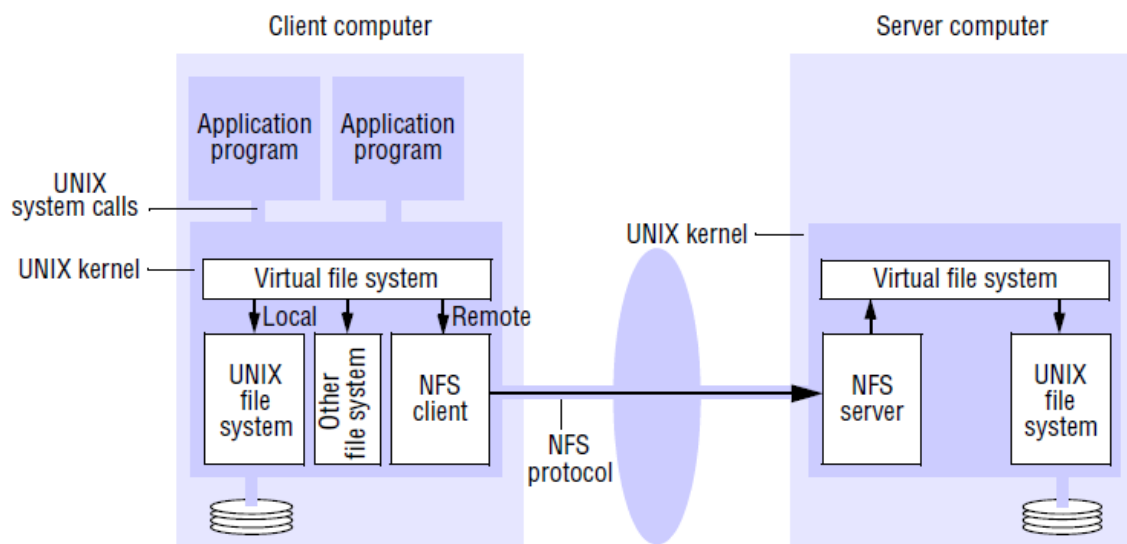 Client computer
Server computer
Application
program
Application
program
UNIX
system calls
UNIX kernel
UNIX kernel
Virtual file system
Virtual file system
Local
Remote
UNIX
file
system
Other
file system
NFS
client
NFS
protocol
NFS
server
UNIX
file
system